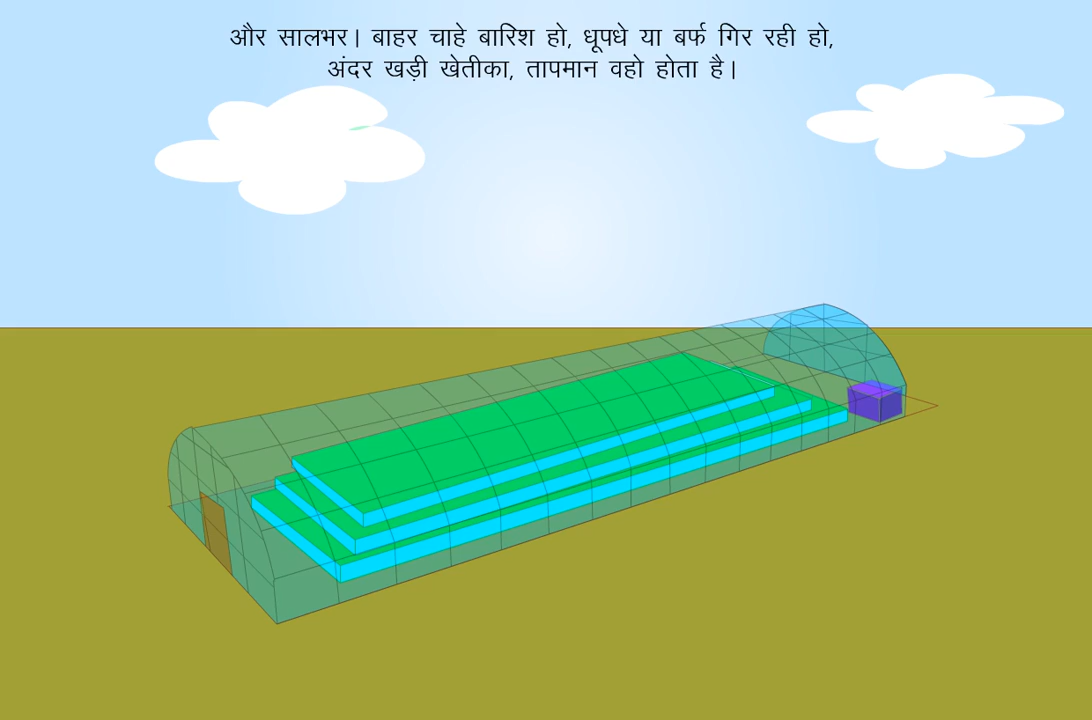 और सालभर। बाहर चाहे बारिश हो, धूपधे या बर्फ गिर रही हो,
अंदर खड़ी खेतीका, तापमान वहो होता है।